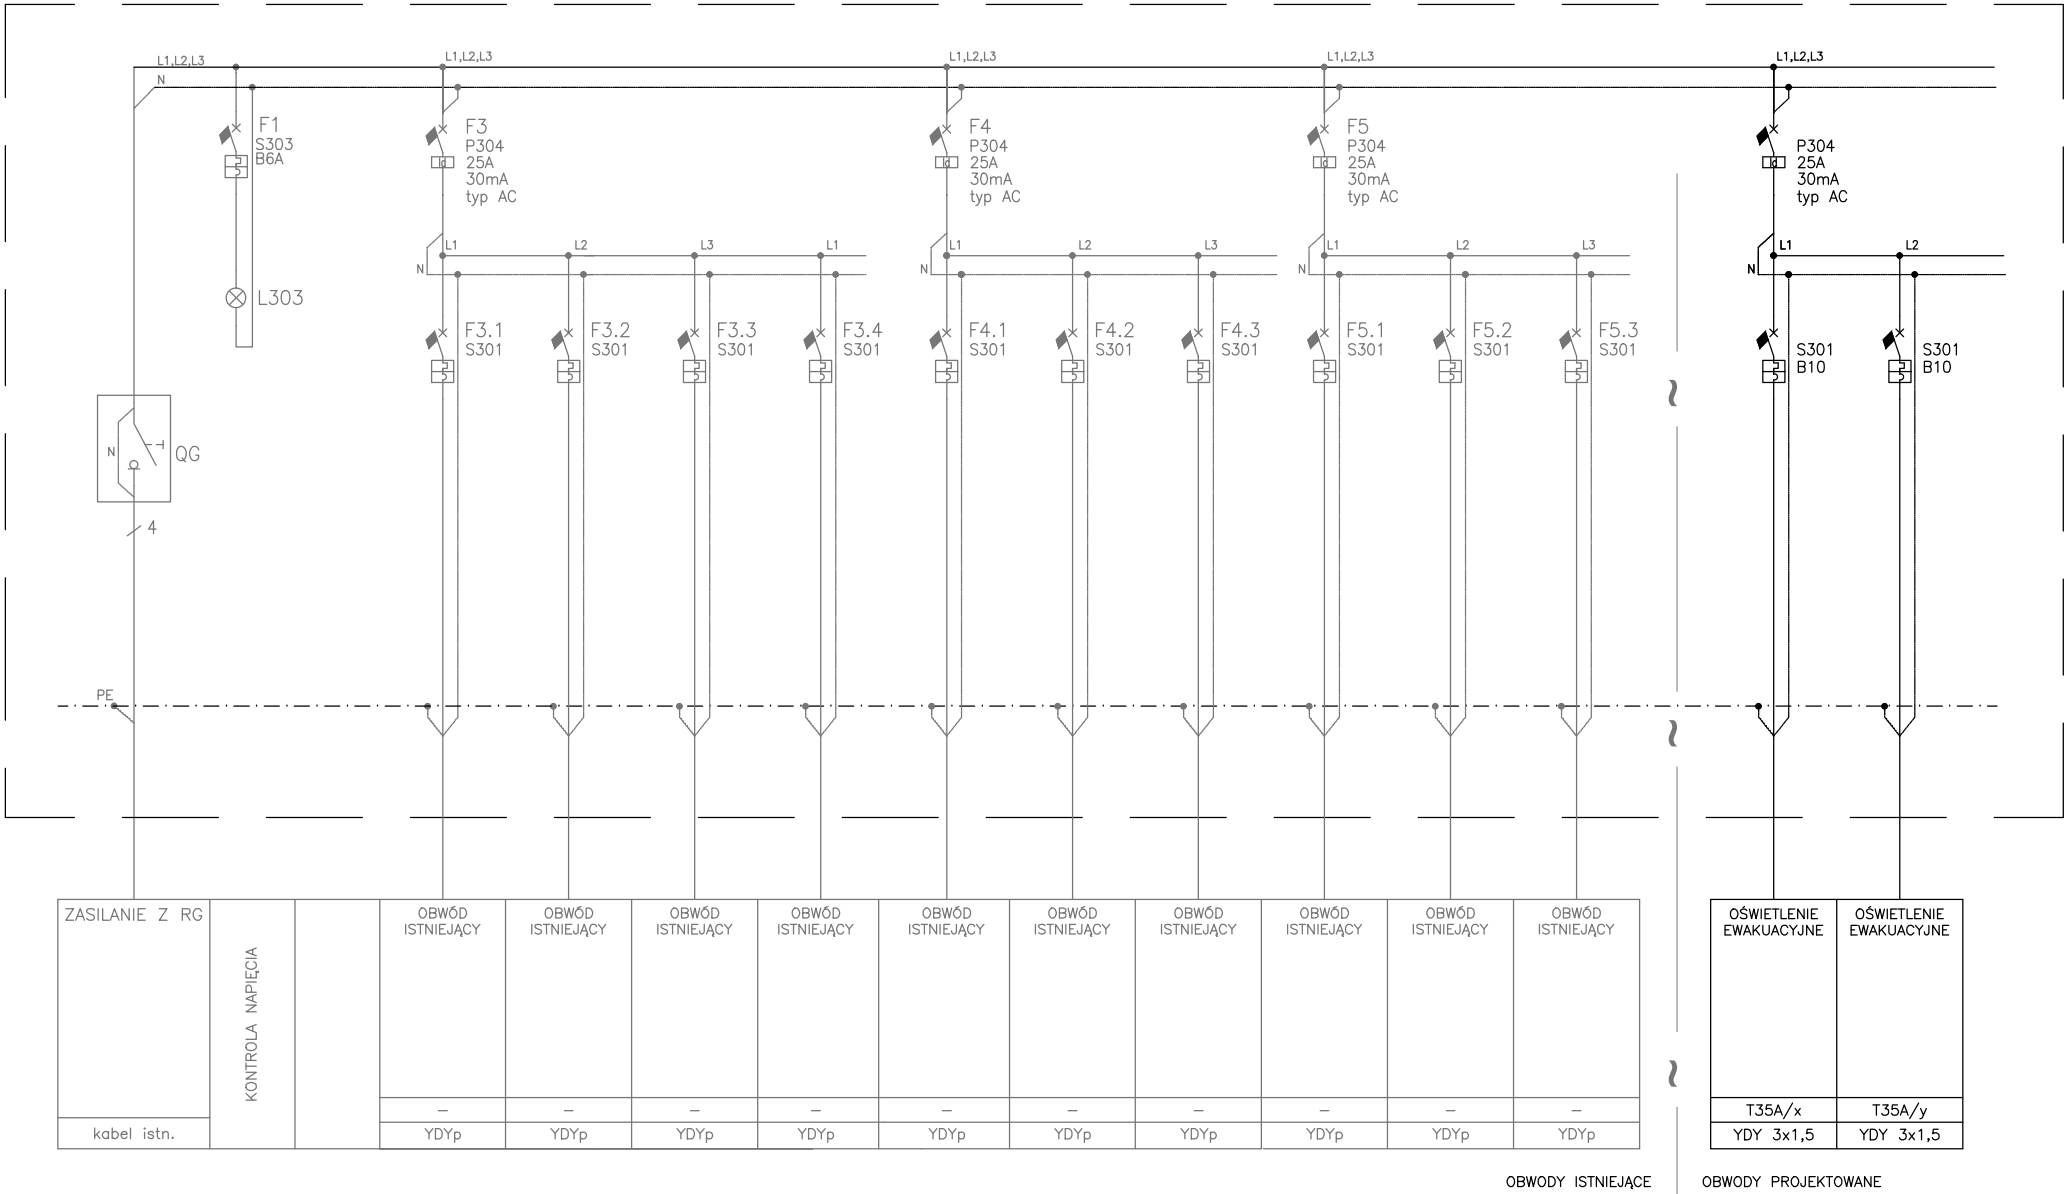 L1,L2,L3
L1,L2,L3
L1,L2,L3
L1,L2,L3
L1,L2,L3
N
F1
S303
B6A
F3
P304
25A
30mA
typ AC
F4
P304
25A
30mA
typ AC
F5
P304
25A
30mA
typ AC
P304
25A
30mA
typ AC
L1
L2
L3
L1
L1
L2
L3
L1
L2
L3
L1
L2
N
N
N
N
L303
F3.1
S301
F3.2
S301
F3.3
S301
F3.4
S301
F4.1
S301
F4.2
S301
F4.3
S301
F5.1
S301
F5.2
S301
F5.3
S301
S301
B10
S301
B10
N
QG
4
PE
ZASILANIE Z RG
kabel istn.
KONTROLA NAPIĘCIA
OBWÓD
ISTNIEJĄCY
–
YDYp
OBWÓD
ISTNIEJĄCY
–
YDYp
OBWÓD
ISTNIEJĄCY
–
YDYp
OBWÓD
ISTNIEJĄCY
–
YDYp
OBWÓD
ISTNIEJĄCY
–
YDYp
OBWÓD
ISTNIEJĄCY
–
YDYp
OBWÓD
ISTNIEJĄCY
–
YDYp
OBWÓD
ISTNIEJĄCY
–
YDYp
OBWÓD
ISTNIEJĄCY
–
YDYp
OBWÓD
ISTNIEJĄCY
–
YDYp
OŚWIETLENIE
EWAKUACYJNE
T35A/x
YDY 3x1,5
OŚWIETLENIE
EWAKUACYJNE
T35A/y
YDY 3x1,5
OBWODY ISTNIEJĄCE
OBWODY PROJEKTOWANE